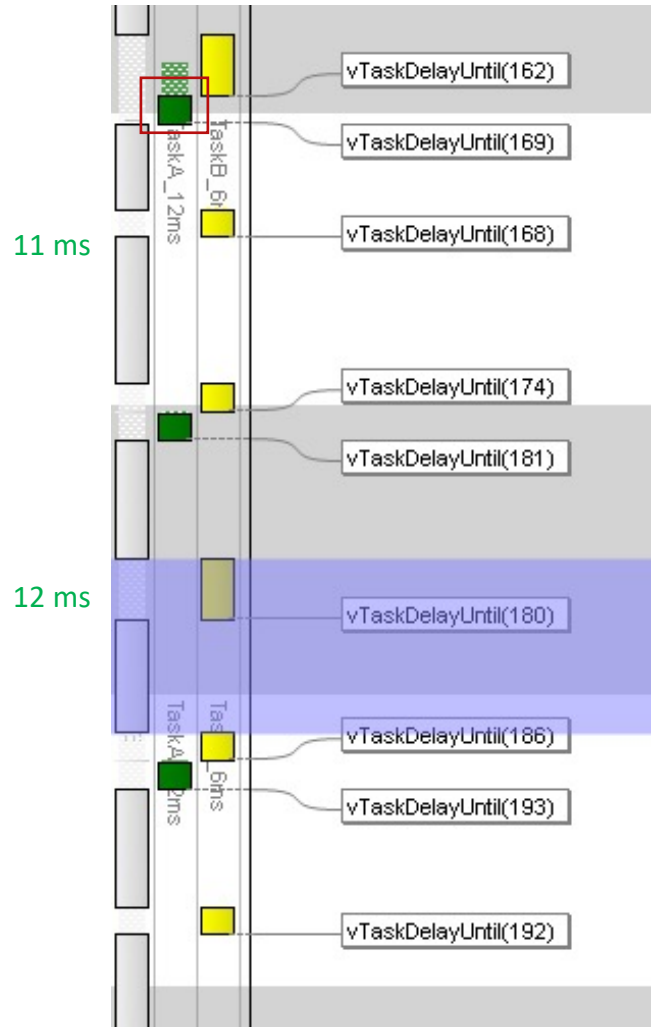 vTaskDelayUntil(162)
vTaskDelayUntil(169)
TaskA_12ms
vTaskDelayUntil(168)
11 ms
vTaskDelayUntil(174)
vTaskDelayUntil(181)
12 ms
vTaskDelayUntil(180)
vTaskDelayUntil(186)
vTaskDelayUntil(193)
vTaskDelayUntil(192)